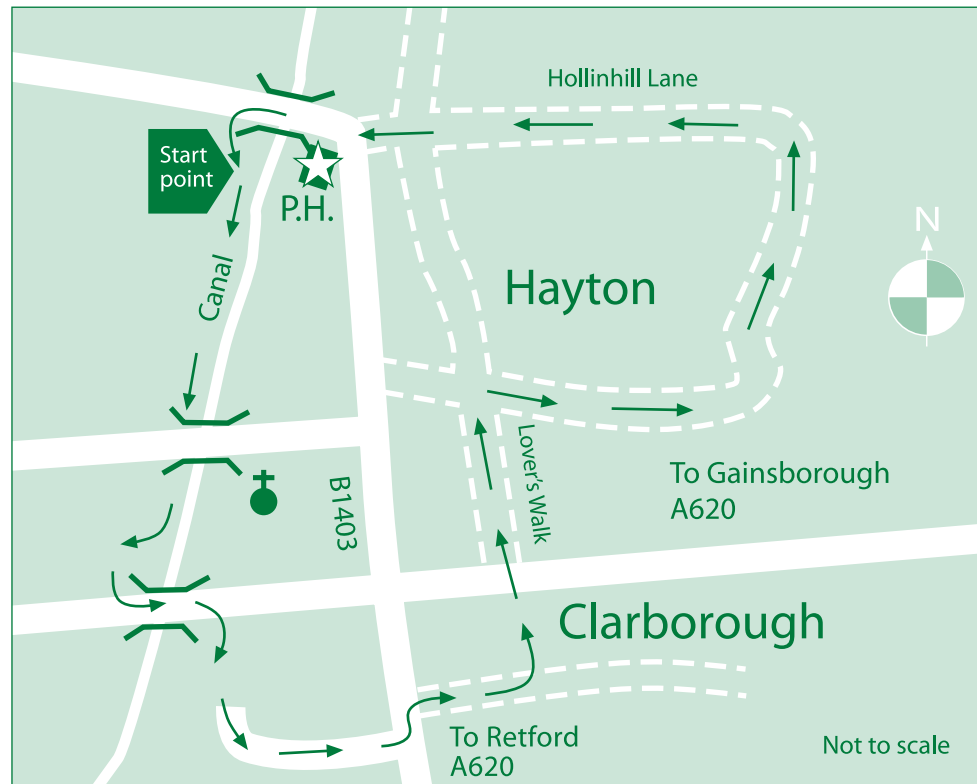 Hollinhill Lane
Start
point
P.H.
N
Canal
Hayton
Lover's Walk
To Gainsborough
A620
B1403
Clarborough
To Retford
A620
Not to scale